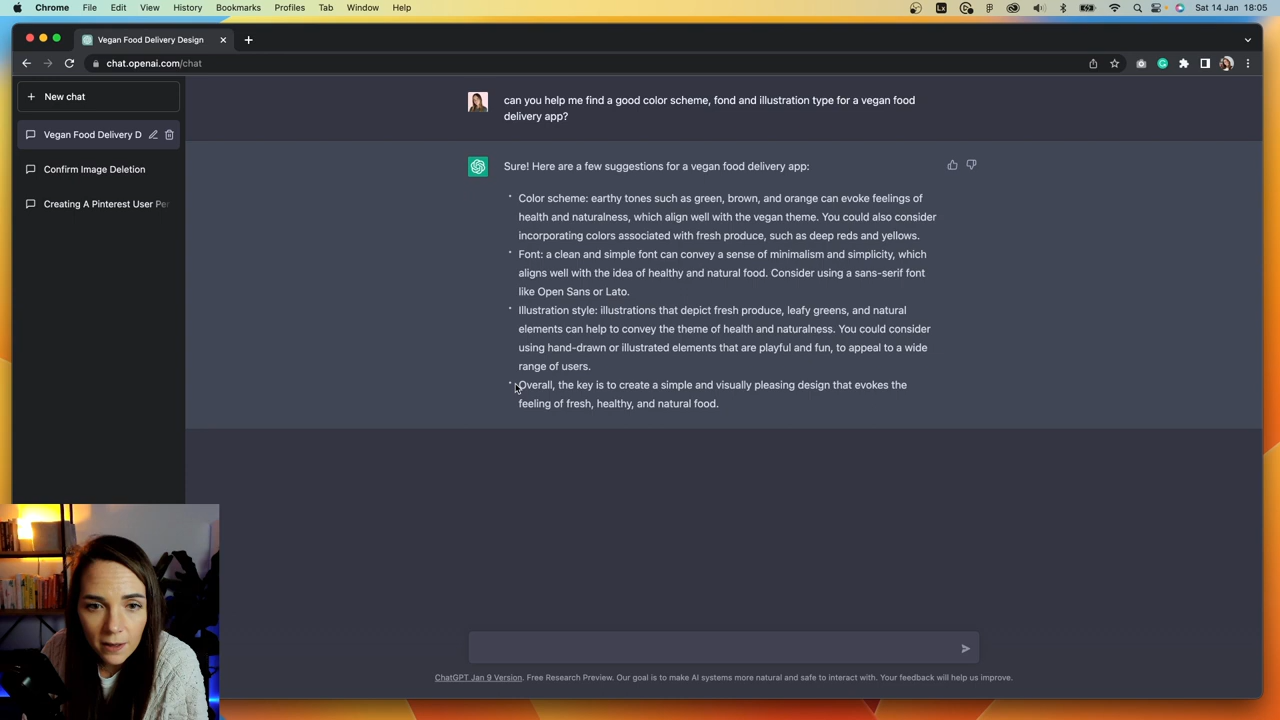 Chrome File Edit View History Bookmarks Profiles Tab Window Help Sat 14 Jan 18:05
Vegan Food Delivery Design
chat.openai.com/chat
New chat
Vegan Food Delivery D
Confirm Image Deletion
Creating A Pinterest User Per
can you help me find a good color scheme, fond and illustration type for a vegan food
delivery app?
Sure! Here are a few suggestions for a vegan food delivery app:
Color scheme: earthy tones such as green, brown, and orange can evoke feelings of
health and naturalness, which align well with the vegan theme. You could also consider
incorporating colors associated with fresh produce, such as deep reds and yellows.
Font: a clean and simple font can convey a sense of minimalism and simplicity, which
aligns well with the idea of healthy and natural food. Consider using a sans-serif font
like Open Sans or Lato.
Illustration style: illustrations that depict fresh produce, leafy greens, and natural
elements can help to convey the theme of health and naturalness. You could consider
using hand-drawn or illustrated elements that are playful and fun, to appeal to a wide
range of users.
Overall, the key is to create a simple and visually pleasing design that evokes the
feeling of fresh, healthy, and natural food.
ChatGPT Jan 9 Version. Free Research Preview. Our goal is to make AI systems more natural and safe to interact with. Your feedback will help us improve.